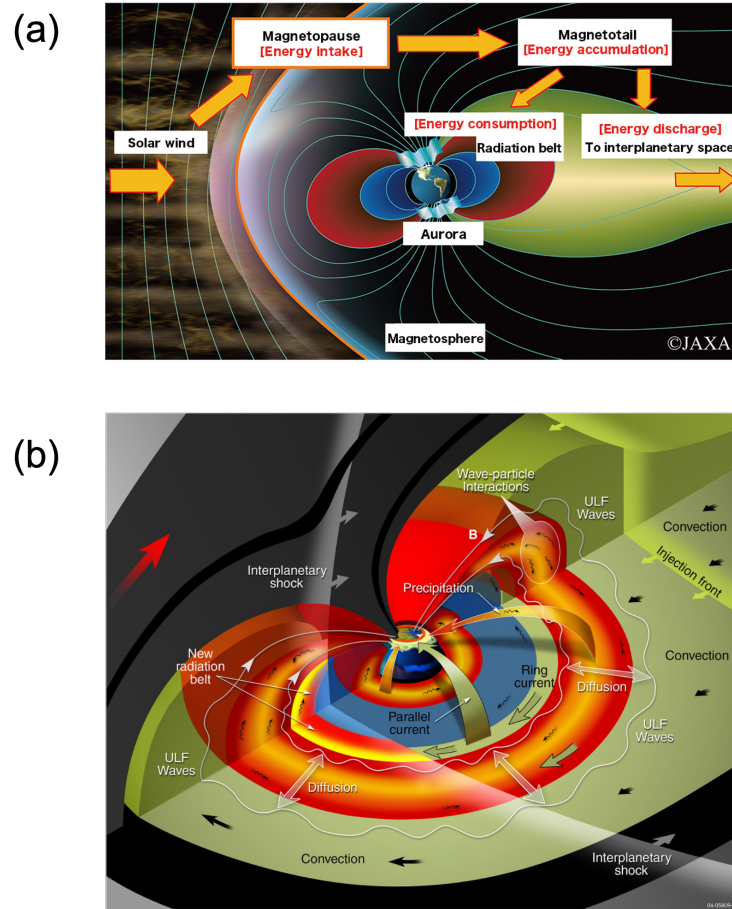 (a)
Magnetopause
[Energy intake]
Magnetotail
[Energy accumulation]
[Energy consumption]
Radiation belt
[Energy discharge]
To interplanetary space
Solar wind
Aurora
Magnetosphere
©JAXA
(b)
Wave-particle
Interactions
ULF
Waves
Convection
B
Injection front
Interplanetary
shock
Precipitation
New
radiation
belt
Ring
current
Convection
Diffusion
Parallel
current
ULF
Waves
ULF
Waves
Diffusion
Convection
Interplanetary
shock